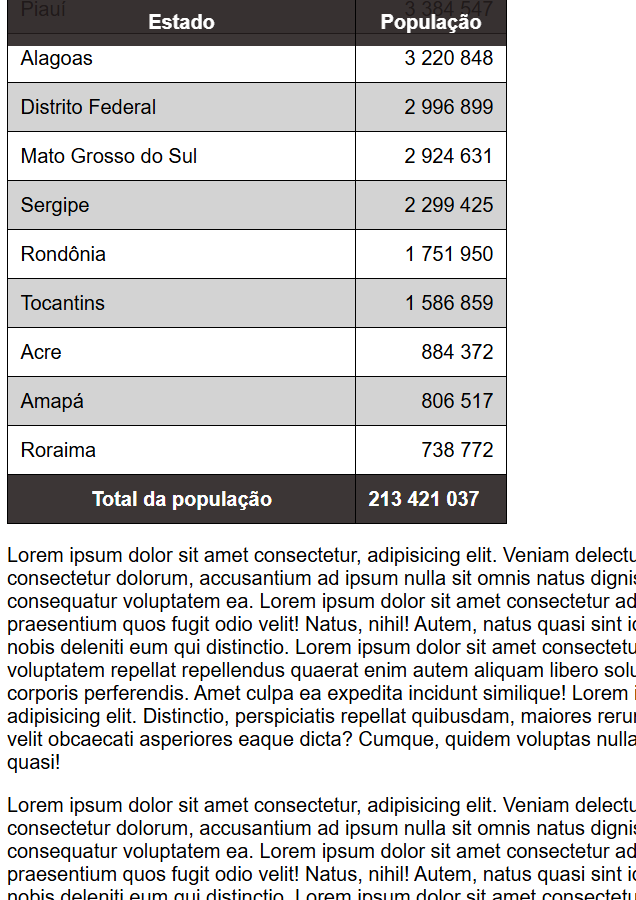 Piauí 3 384 547
Estado População
Alagoas 3 220 848
Distrito Federal 2 996 899
Mato Grosso do Sul 2 924 631
Sergipe 2 299 425
Rondônia 1 751 950
Tocantins 1 586 859
Acre 884 372
Amapá 806 517
Roraima 738 772
Total da população 213 421 037
Lorem ipsum dolor sit amet consectetur, adipisicing elit. Veniam delectu
consectetur dolorum, accusantium ad ipsum nulla sit omnis natus dignis
consequatur voluptatem ea. Lorem ipsum dolor sit amet consectetur ad
praesentium quos fugit odio velit! Natus, nihil! Autem, natus quasi sint i
nobis deleniti eum qui distinctio. Lorem ipsum dolor sit amet consectetu
voluptatem repellat repellendus quaerat enim autem aliquam libero solu
corporis perferendis. Amet culpa ea expedita incidunt similique! Lorem i
adipisicing elit. Distinctio, perspiciatis repellat quibusdam, maiores rerur
velit obcaecati asperiores eaque dicta? Cumque, quidem voluptas nulla
quasi!
Lorem ipsum dolor sit amet consectetur, adipisicing elit. Veniam delectu
consectetur dolorum, accusantium ad ipsum nulla sit omnis natus dignis
consequatur voluptatem ea. Lorem ipsum dolor sit amet consectetur ad
praesentium quos fugit odio velit! Natus, nihil! Autem, natus quasi sint i
nobis deleniti eum qui distinctio. Lorem ipsum dolor sit amet consectetu